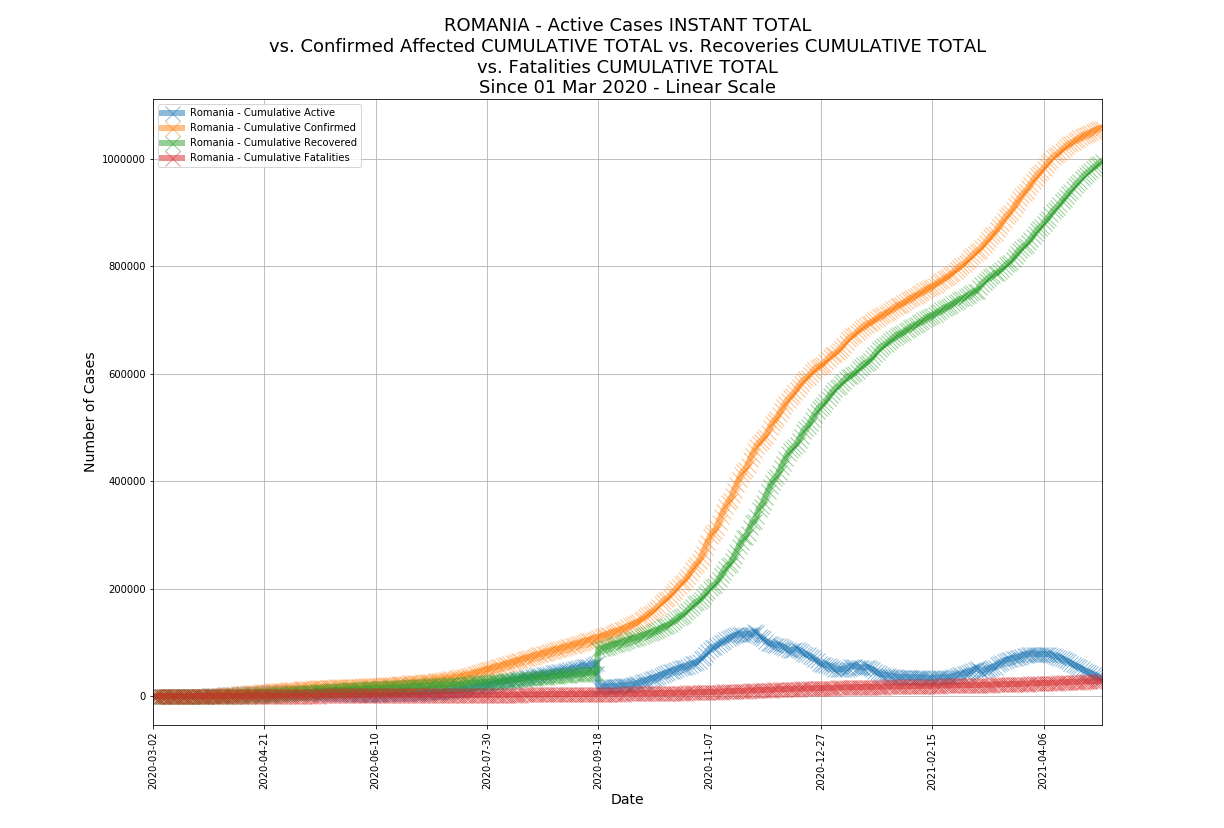 ROMANIA - Active Cases INSTANT TOTAL
vs. Confirmed Affected CUMULATIVE TOTAL vs. Recoveries CUMULATIVE TOTAL
vs. Fatalities CUMULATIVE TOTAL
Since 01 Mar 2020 - Linear Scale
Romania - Cumulative Active
Romania - Cumulative Confirmed
Romania - Cumulative Recovered
Romania - Cumulative Fatalities
Number of Cases
1000000
800000
600000
400000
200000
0
2020-03-02
2020-04-21
2020-06-10
2020-07-30
2020-09-18
2020-11-07
2020-12-27
2021-02-15
2021-04-06
Date